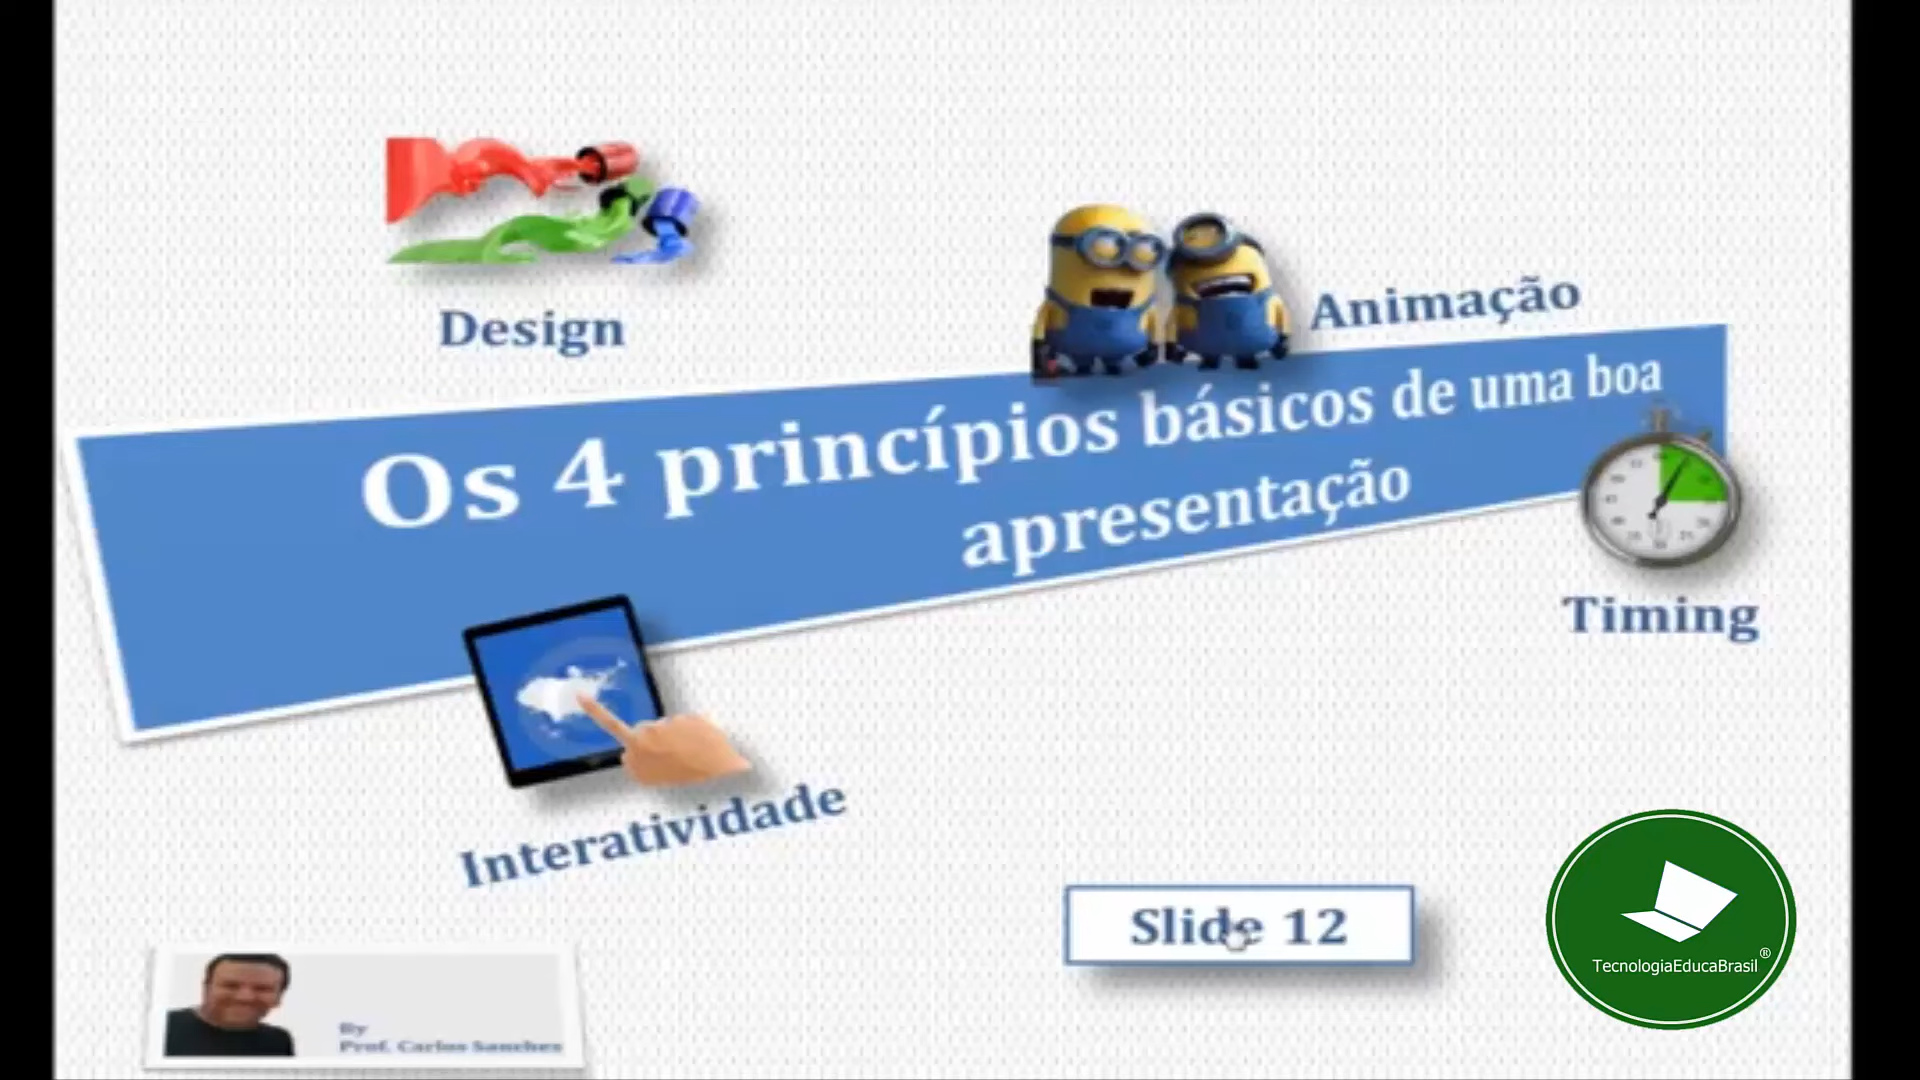 Design
Animação
Os 4 princípios básicos de uma boa
apresentação
Timing
Interatividade
Slide 12
TecnologiaEducaBrasil®
By
Prof. Carlos Sanches